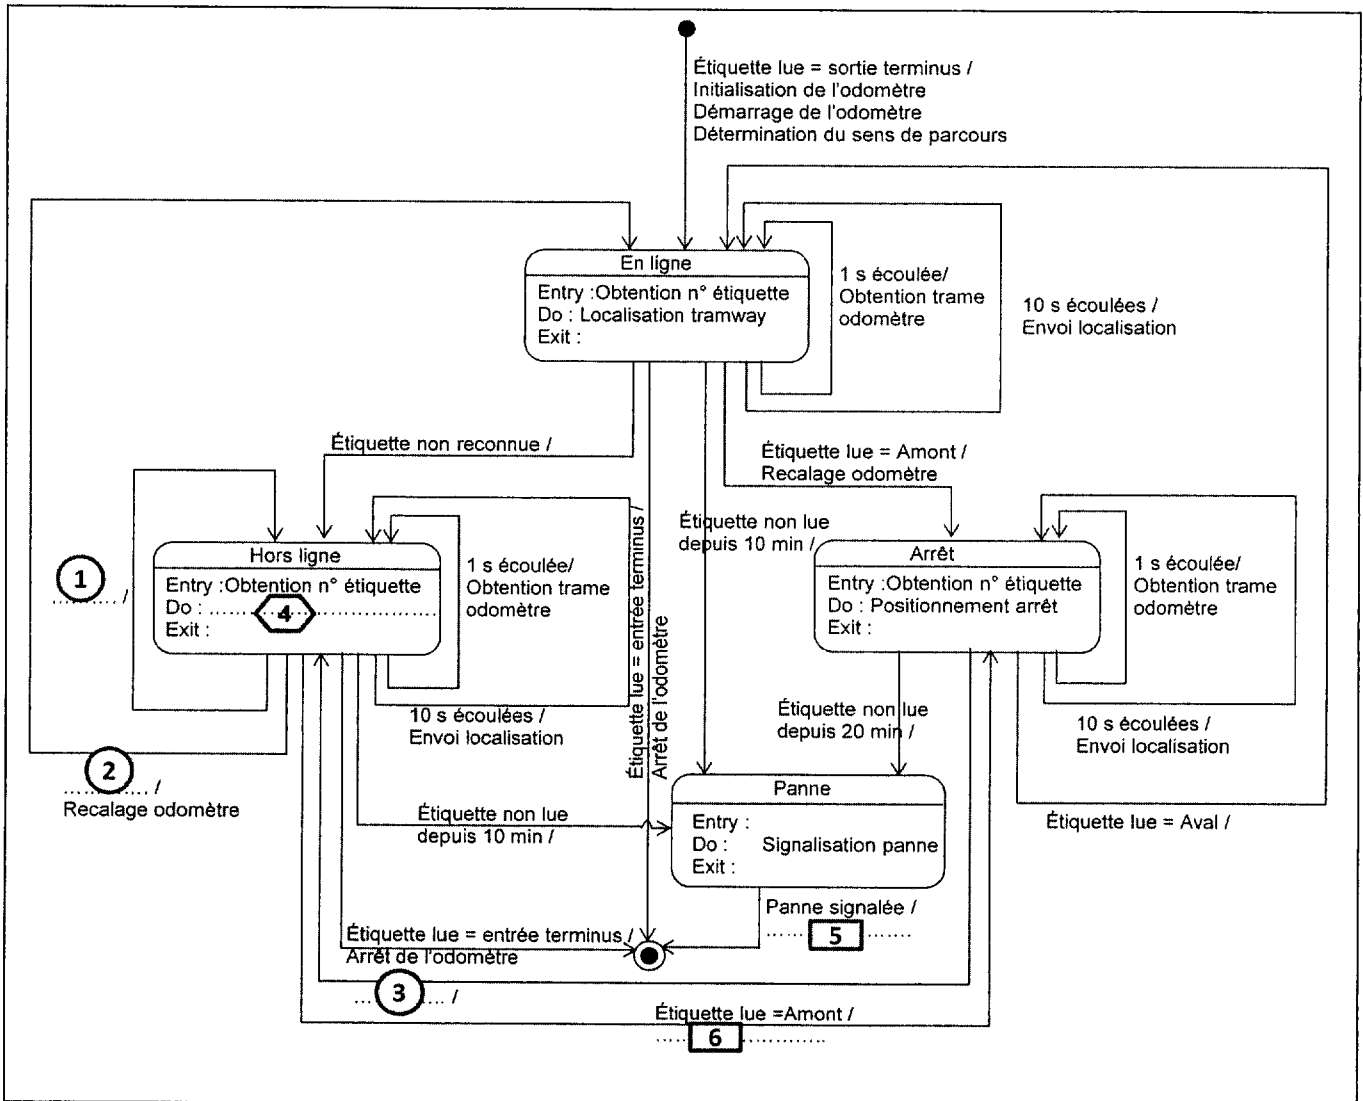 Étiquette lue = sortie terminus /
Initialisation de l'odomètre
Démarrage de l'odomètre
Détermination du sens de parcours
En ligne
Entry :Obtention n° étiquette
Do : Localisation tramway
Exit :
1 s écoulée/
Obtention trame
odomètre
10 s écoulées /
Envoi localisation
Étiquette non reconnue /
Étiquette lue = Amont /
Recalage odomètre
Étiquette non lue
depuis 10 min /
Étiquette lue = entrée terminus /
Arrêt de l'odomètre
1
........... /
Hors ligne
Entry :Obtention n° étiquette
Do : ........ 4 ....................
Exit :
1 s écoulée/
Obtention trame
odomètre
10 s écoulées /
Envoi localisation
Arrêt
Entry :Obtention n° étiquette
Do : Positionnement arrêt
Exit :
1 s écoulée/
Obtention trame
odomètre
10 s écoulées /
Envoi localisation
Étiquette non lue
depuis 20 min /
2
.............. /
Recalage odomètre
Étiquette non lue
depuis 10 min /
Panne
Entry :
Do : Signalisation panne
Exit :
Étiquette lue = Aval /
Panne signalée /
...... 5 .......
Étiquette lue = entrée terminus /
Arrêt de l'odomètre
... 3 .... /
Étiquette lue =Amont /
..... 6 .............